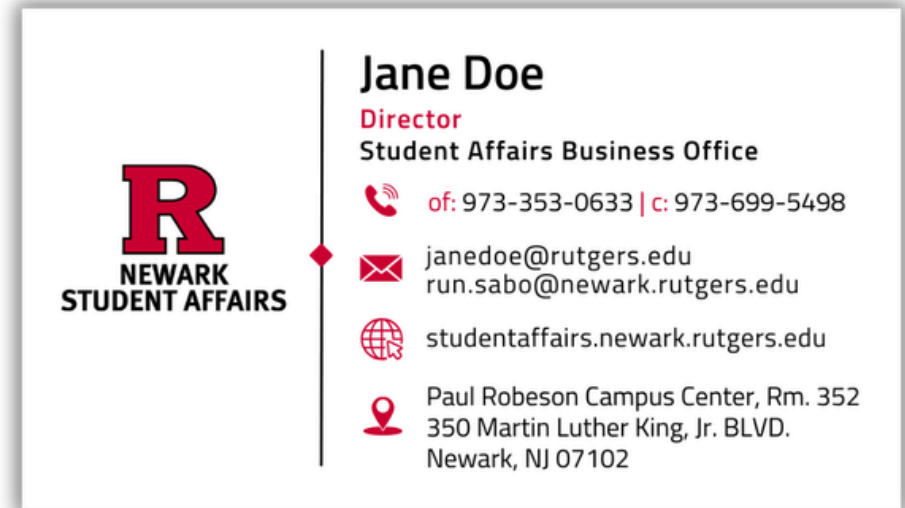 R
NEWARK
STUDENT AFFAIRS
Jane Doe
Director
Student Affairs Business Office
of: 973-353-0633 | c: 973-699-5498
janedoe@rutgers.edu
run.sabo@newark.rutgers.edu
studentaffairs.newark.rutgers.edu
Paul Robeson Campus Center, Rm. 352
350 Martin Luther King, Jr. BLVD.
Newark, NJ 07102